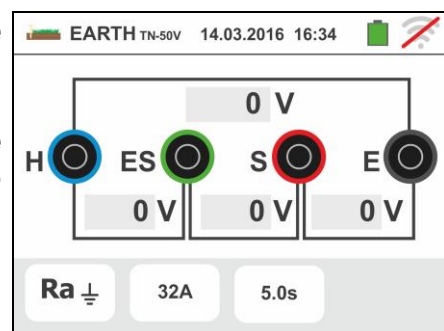 EARTH TN-50V 14.03.2016 16:34
0 V
H ES S E
0 V 0 V 0 V
Ra 32A 5.0s